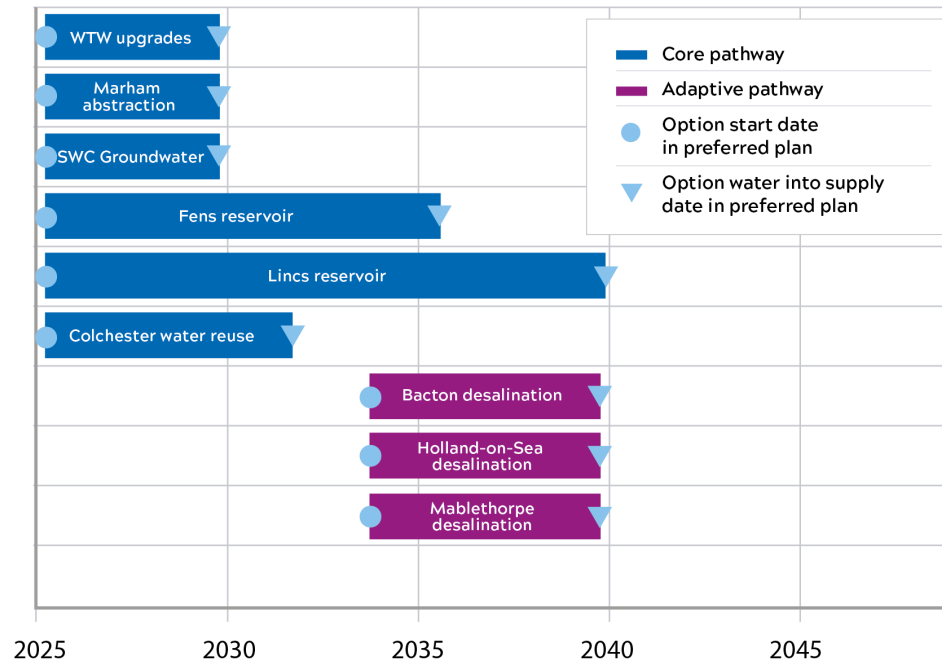 WTW upgrades
Marham
abstraction
SWC Groundwater
Fens reservoir
Lincs reservoir
Colchester water reuse
Bacton desalination
Holland-on-Sea
desalination
Mablethorpe
desalination
Core pathway
Adaptive pathway
Option start date
in preferred plan
Option water into supply
date in preferred plan
2025 2030 2035 2040 2045